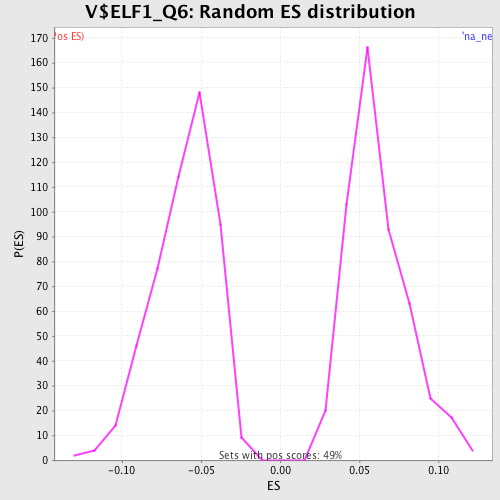 V$ELF1_Q6: Random ES distribution
'os ES)
'na_ne
170
160
150
140
130
120
110
100
90
80
70
60
50
40
30
20
10
0
P(ES)
Sets with pos scores: 49%
-0.10 -0.05 0.00 0.05 0.10
ES